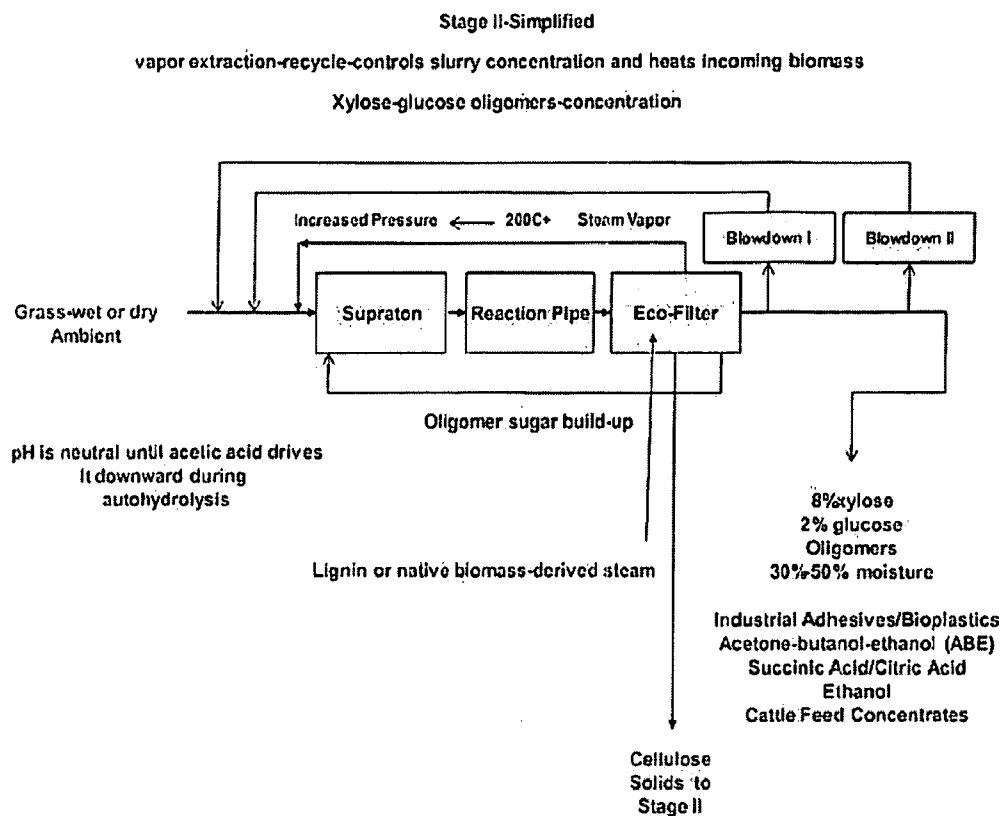 Stage II-Simplified
vapor extraction-recycle-controls slurry concentration and heats incoming biomass
Xylose-glucose oligomers-concentration
Increased Pressure
200C+
Steam Vapor
Blowdown I
Blowdown II
Grass-wet or dry
Ambient
Supraton
Reaction Pipe
Eco-Filter
Oligomer sugar build-up
pH is neutral until acetic acid drives
It downward during
autohydrolysis
8%xylose
2% glucose
Oligomers
30%-50% moisture
Lignin or native biomass-derived steam
Industrial Adhesives/Bioplastics
Acetone-butanol-ethanol (ABE)
Succinic Acid/Citric Acid
Ethanol
Cattle Feed Concentrates
Cellulose
Solids to
Stage II